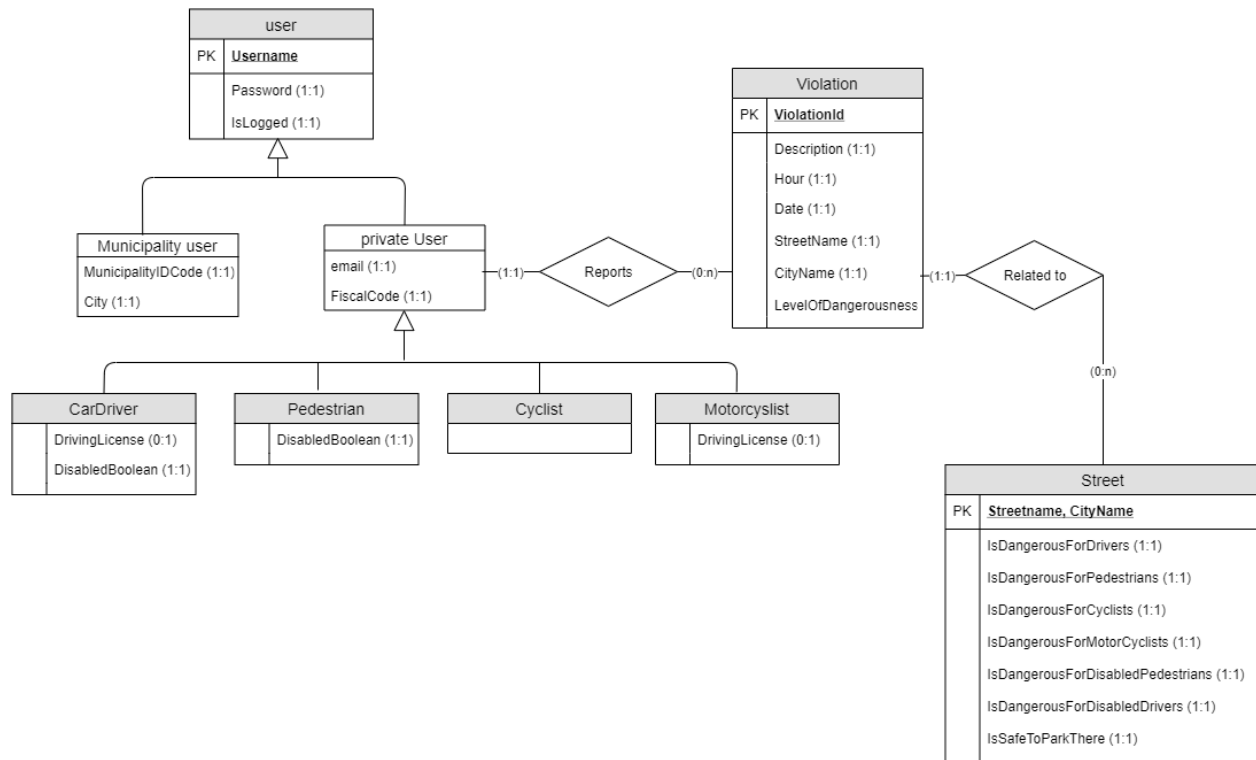 user
PK Username
Password (1:1)
IsLogged (1:1)
Violation
PK ViolationId
Description (1:1)
Hour (1:1)
Date (1:1)
StreetName (1:1)
CityName (1:1)
LevelOfDangerousness
Municipality user
MunicipalityIDCode (1:1)
City (1:1)
private User
email (1:1)
FiscalCode (1:1)
(1:1)
Reports
(0:n)
(1:1)
Related to
(0:n)
CarDriver
DrivingLicense (0:1)
DisabledBoolean (1:1)
Pedestrian
DisabledBoolean (1:1)
Cyclist
Motorcyslist
DrivingLicense (0:1)
Street
PK Streetname, CityName
IsDangerousForDrivers (1:1)
IsDangerousForPedestrians (1:1)
IsDangerousForCyclists (1:1)
IsDangerousForMotorCyclists (1:1)
IsDangerousForDisabledPedestrians (1:1)
IsDangerousForDisabledDrivers (1:1)
IsSafeToParkThere (1:1)